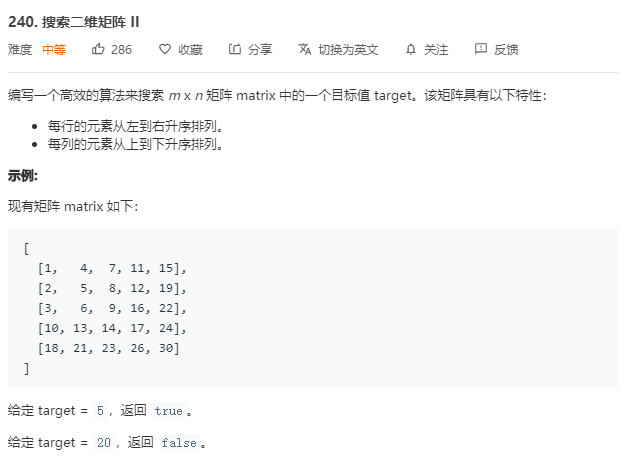 240. 搜索二维矩阵 II
难度 中等 286 收藏 分享 切换为英文 关注 反馈
编写一个高效的算法来搜索 m x n 矩阵 matrix 中的一个目标值 target。该矩阵具有以下特性：
• 每行的元素从左到右升序排列。
• 每列的元素从上到下升序排列。
示例:
现有矩阵 matrix 如下：
[
[1, 4, 7, 11, 15],
[2, 5, 8, 12, 19],
[3, 6, 9, 16, 22],
[10, 13, 14, 17, 24],
[18, 21, 23, 26, 30]
]
给定 target = 5，返回 true。
给定 target = 20，返回 false。